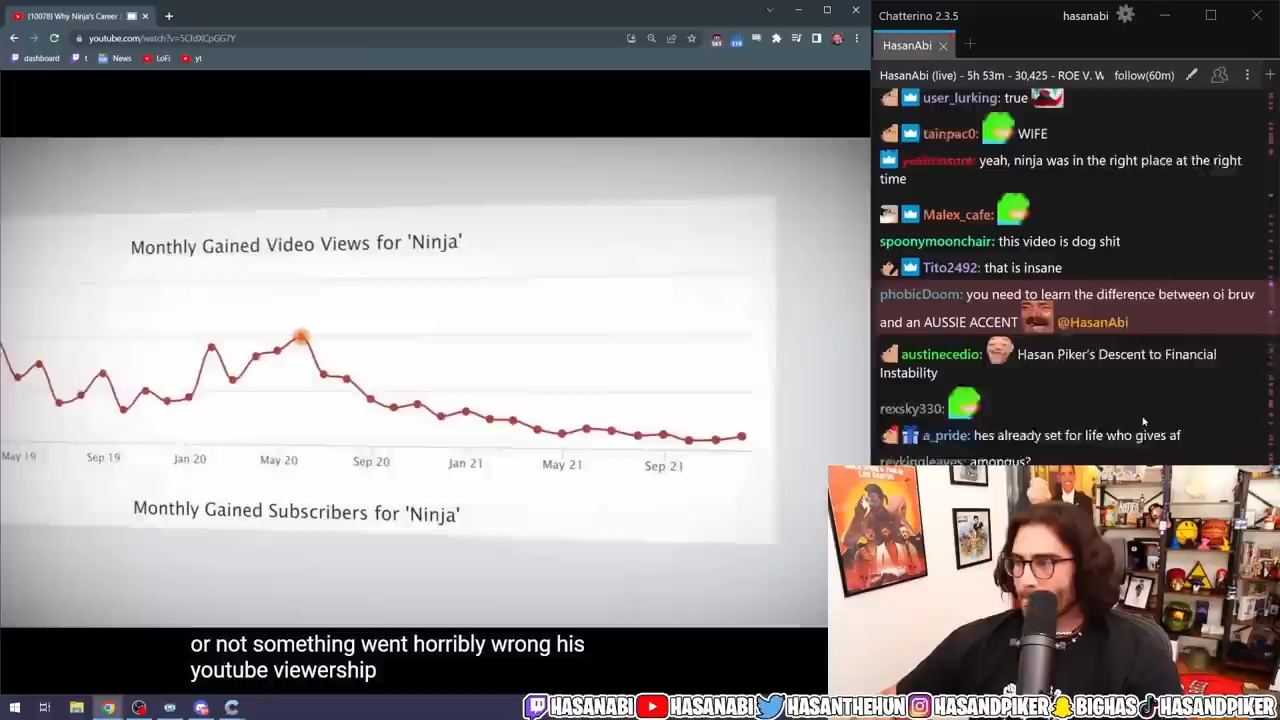 (10078) Why Ninja's Career
youtube.com/watch?v=5CfdXCpGG7Y
dashboard
t
News
LoFi
yt
Monthly Gained Video Views for 'Ninja'
May 19
Sep 19
Jan 20
May 20
Sep 20
Jan 21
May 21
Sep 21
Monthly Gained Subscribers for 'Ninja'
or not something went horribly wrong his
youtube viewership
Chatterino 2.3.5
hasanabi
HasanAbi
HasanAbi (live) - 5h 53m - 30,425 - ROE V. W
follow(60m)
user_lurking: true
tainpac0: WIFE
yeah, ninja was in the right place at the right
time
Malex_cafe:
spoonymoonchair: this video is dog shit
Tito2492: that is insane
phobicDoom: you need to learn the difference between oi bruv
and an AUSSIE ACCENT @HasanAbi
austinecedio: Hasan Piker's Descent to Financial
Instability
rexsky330:
a_pride: hes already set for life who gives af
reykingleaves: amongus?
HASANABI HASANABI HASANTHEHUN HASANDPIKER BIGHAS HASANDPIKER